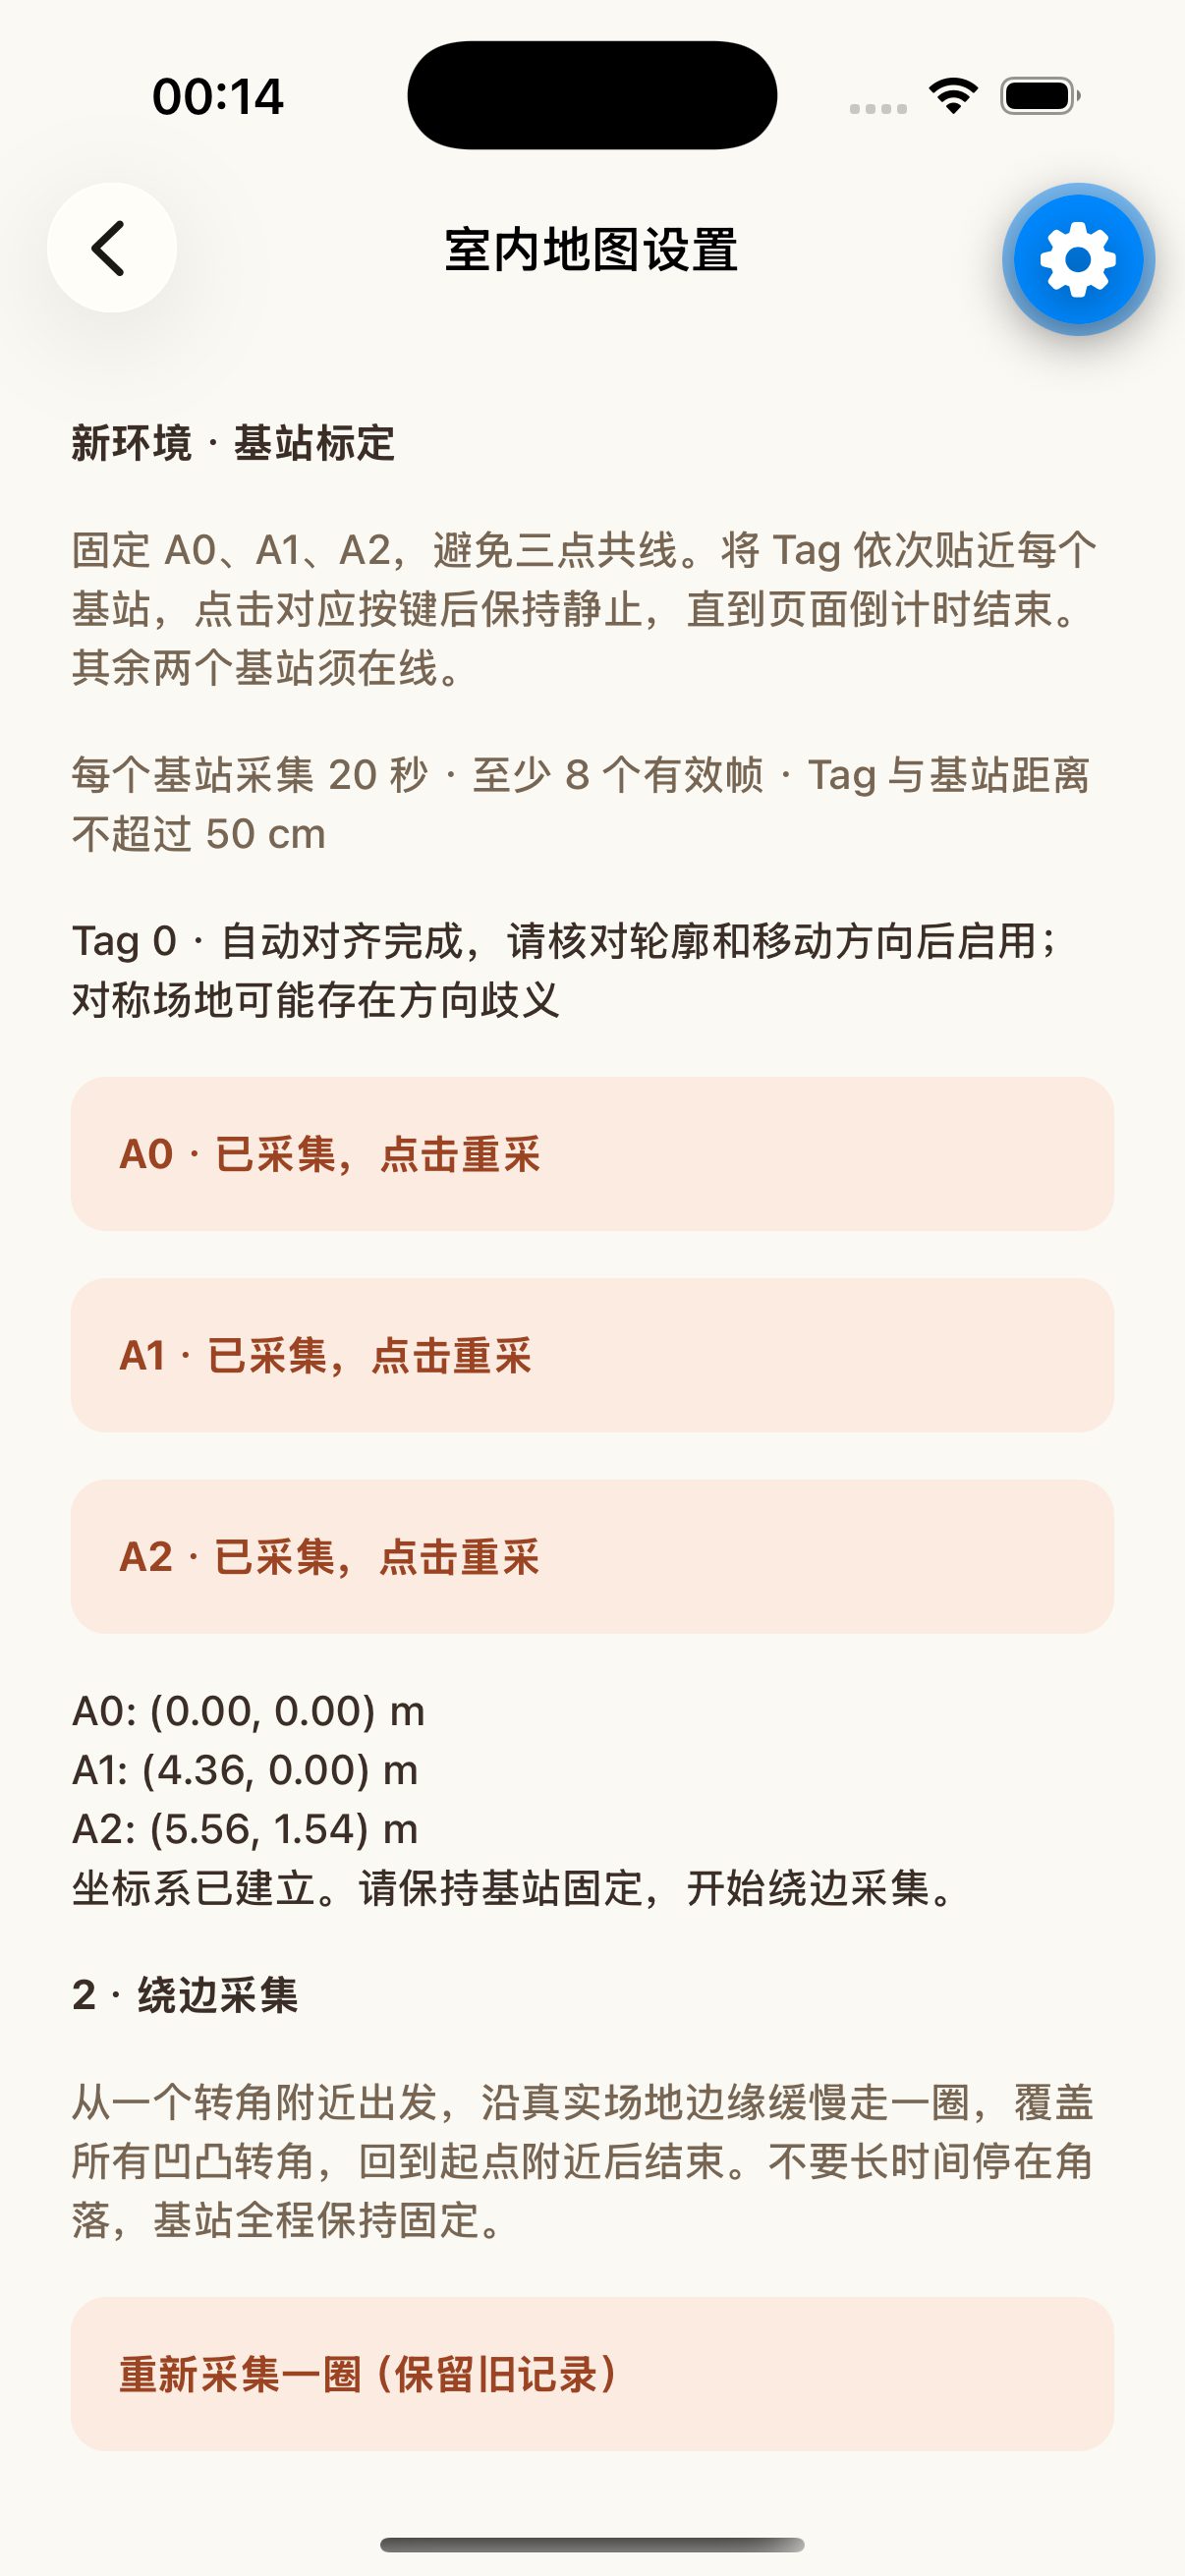 00:14
室内地图设置
新环境 · 基站标定
固定 A0、A1、A2，避免三点共线。将 Tag 依次贴近每个
基站，点击对应按键后保持静止，直到页面倒计时结束。
其余两个基站须在线。
每个基站采集 20 秒 · 至少 8 个有效帧 · Tag 与基站距离
不超过 50 cm
Tag 0 · 自动对齐完成，请核对轮廓和移动方向后启用；
对称场地可能存在方向歧义
A0 · 已采集，点击重采
A1 · 已采集，点击重采
A2 · 已采集，点击重采
A0: (0.00, 0.00) m
A1: (4.36, 0.00) m
A2: (5.56, 1.54) m
坐标系已建立。请保持基站固定，开始绕边采集。
2 · 绕边采集
从一个转角附近出发，沿真实场地边缘缓慢走一圈，覆盖
所有凹凸转角，回到起点附近后结束。不要长时间停在角
落，基站全程保持固定。
重新采集一圈（保留旧记录）